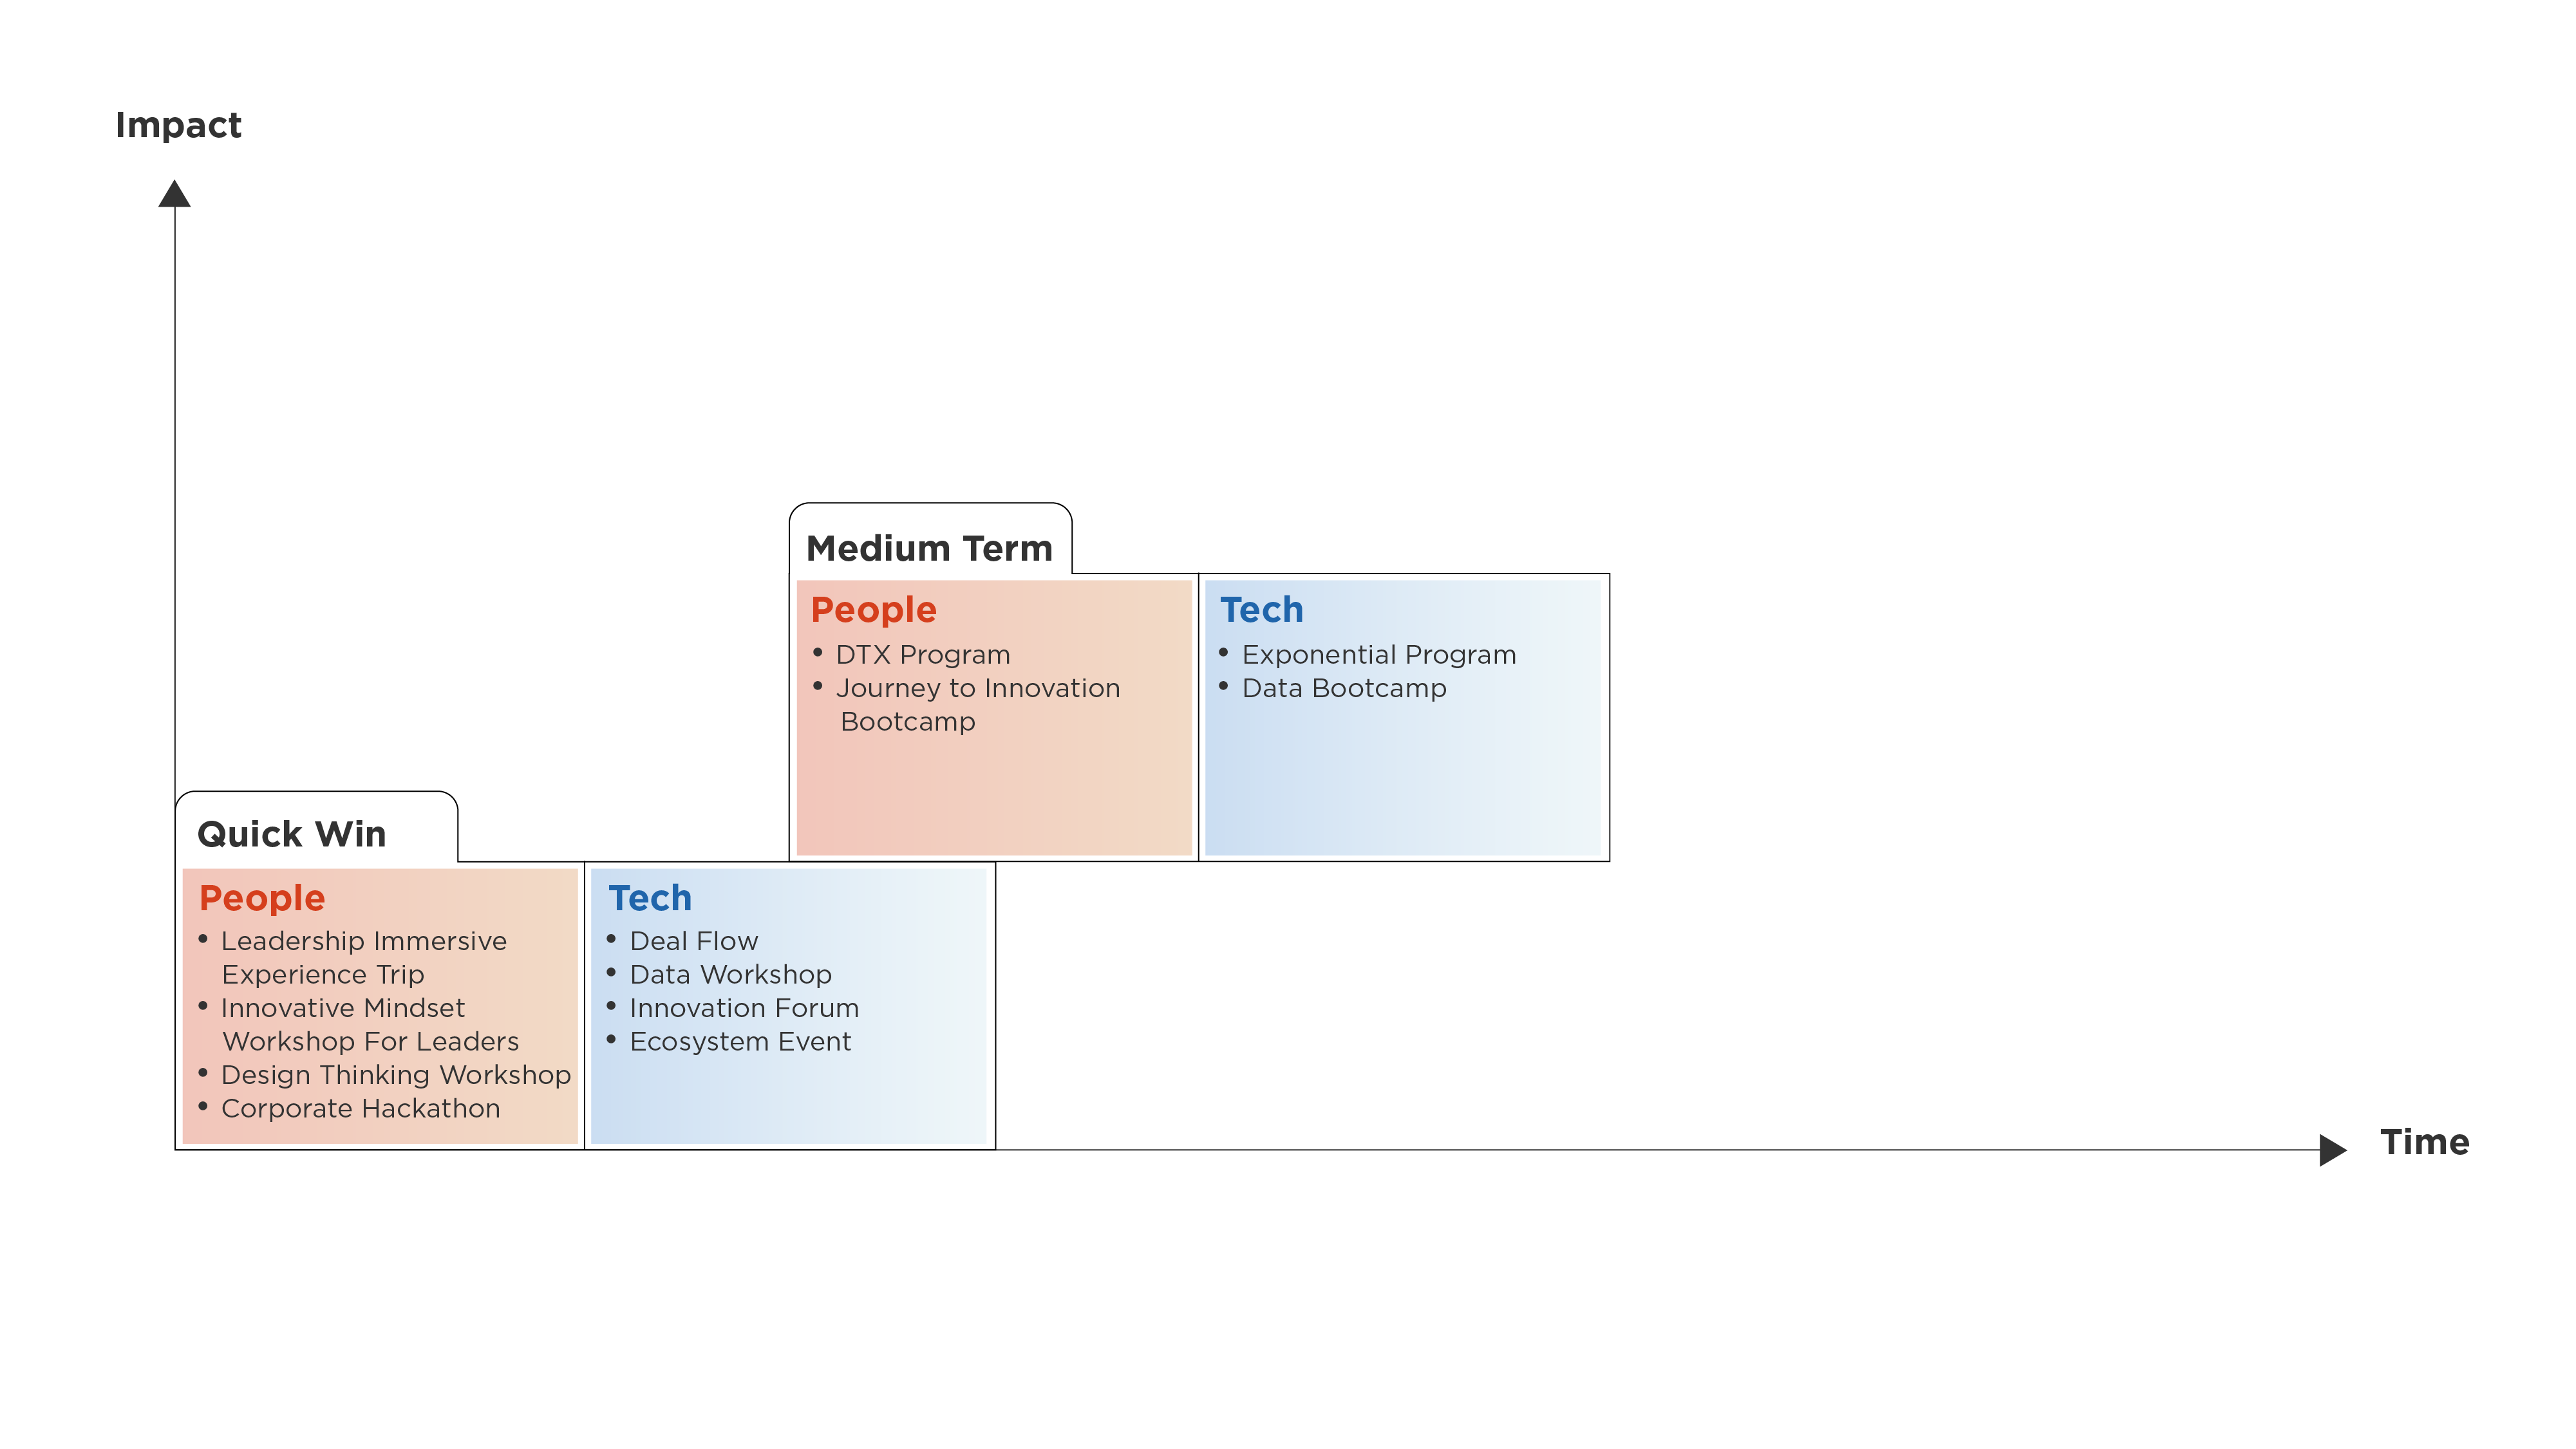 Impact
Medium Term
People
• DTX Program
• Journey to Innovation
Bootcamp
Tech
• Exponential Program
• Data Bootcamp
Quick Win
People
• Leadership Immersive
Experience Trip
• Innovative Mindset
Workshop For Leaders
• Design Thinking Workshop
• Corporate Hackathon
Tech
• Deal Flow
• Data Workshop
• Innovation Forum
• Ecosystem Event
Time